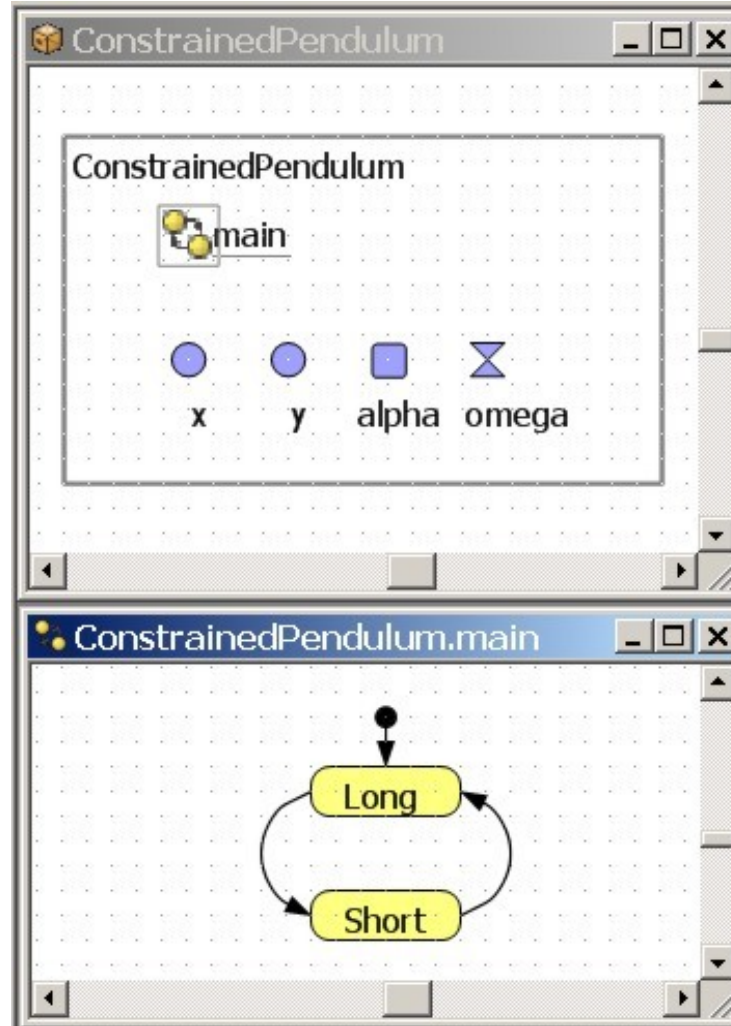 ConstrainedPendulum
ConstrainedPendulum
main
x y alpha omega
ConstrainedPendulum.main
Long
Short